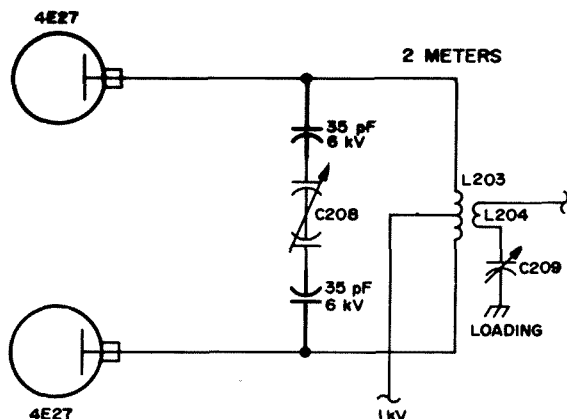 4E27
2 METERS
35 pF
6 kV
L203
C208
L204
C209
35 pF
6 kV
LOADING
4E27
1kV